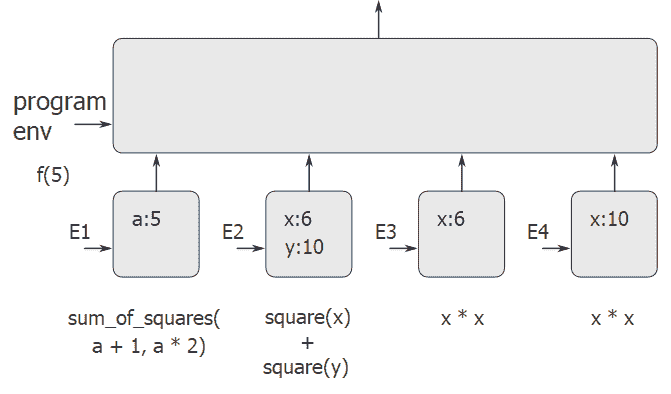 program
env
f(5)
E1
a:5
E2
x:6
y:10
E3
x:6
E4
x:10
sum_of_squares(
a + 1, a * 2)
square(x)
+
square(y)
x * x
x * x